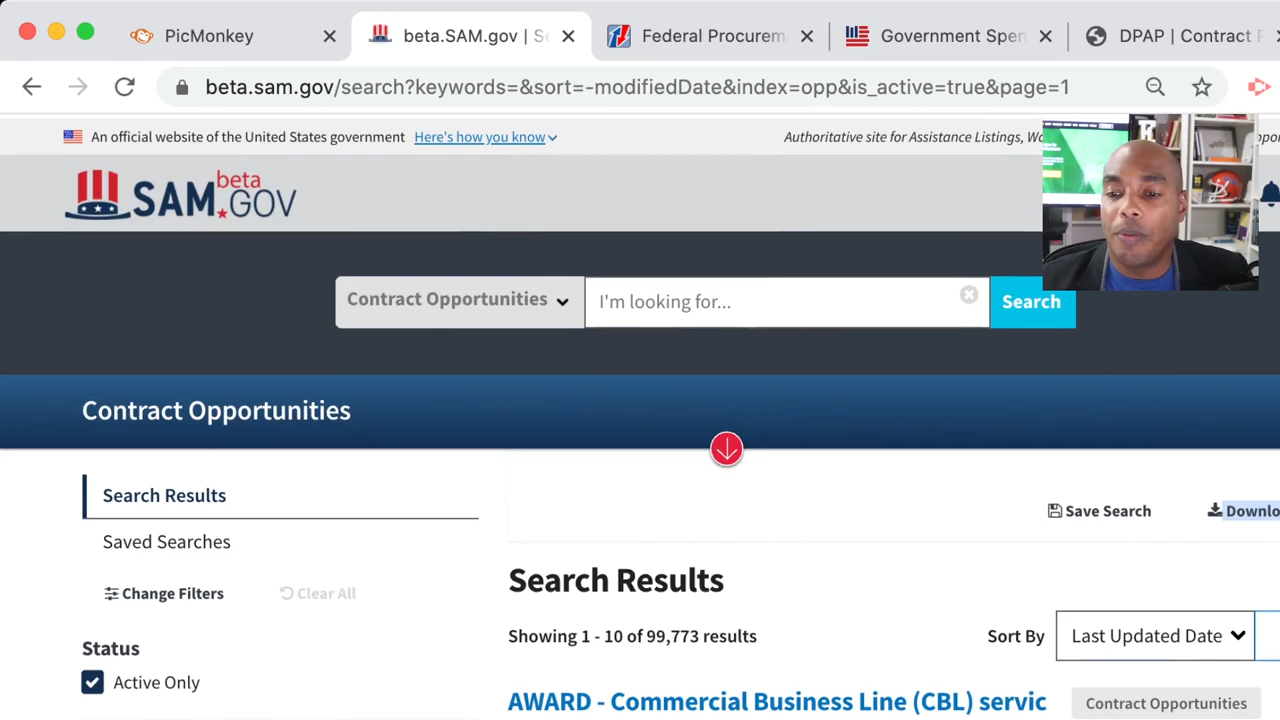 PicMonkey
beta.SAM.gov | Se
Federal Procurem
Government Spen
DPAP | Contract P
beta.sam.gov/search?keywords=&sort=-modifiedDate&index=opp&is_active=true&page=1
An official website of the United States government Here's how you know
Authoritative site for Assistance Listings, Wa
SAM.GOV beta
Contract Opportunities
I'm looking for...
Search
Contract Opportunities
Search Results
Saved Searches
Save Search
Downlo
Change Filters
Clear All
Search Results
Showing 1 - 10 of 99,773 results
Sort By
Last Updated Date
Status
Active Only
AWARD - Commercial Business Line (CBL) servic
Contract Opportunities